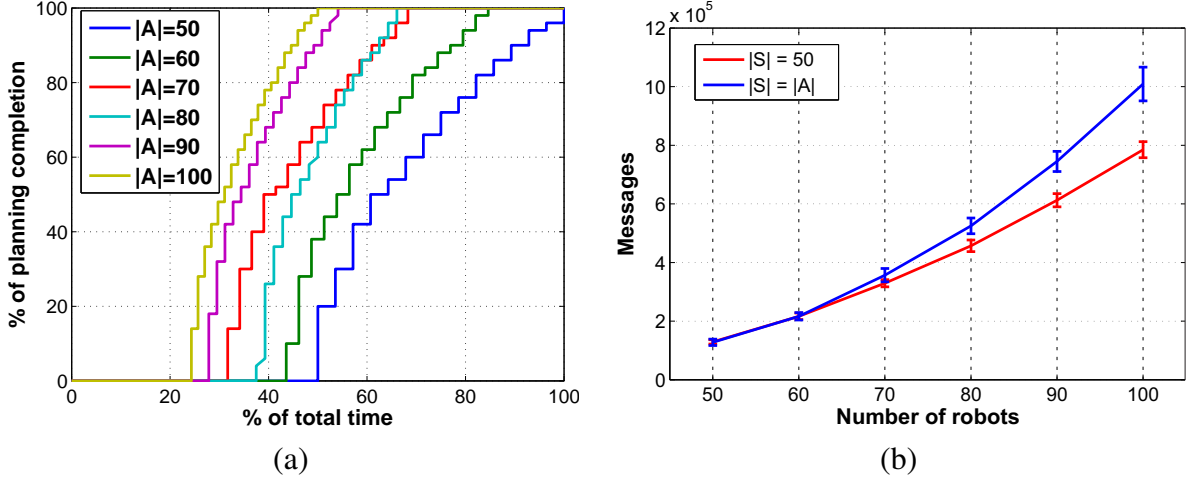 100
80
60
40
20
0
% of planning completion
|A|=50
|A|=60
|A|=70
|A|=80
|A|=90
|A|=100
0 20 40 60 80 100
% of total time
(a)
12 x 10^5
10
8
6
4
2
0
Messages
|S| = 50
|S| = |A|
50 60 70 80 90 100
Number of robots
(b)